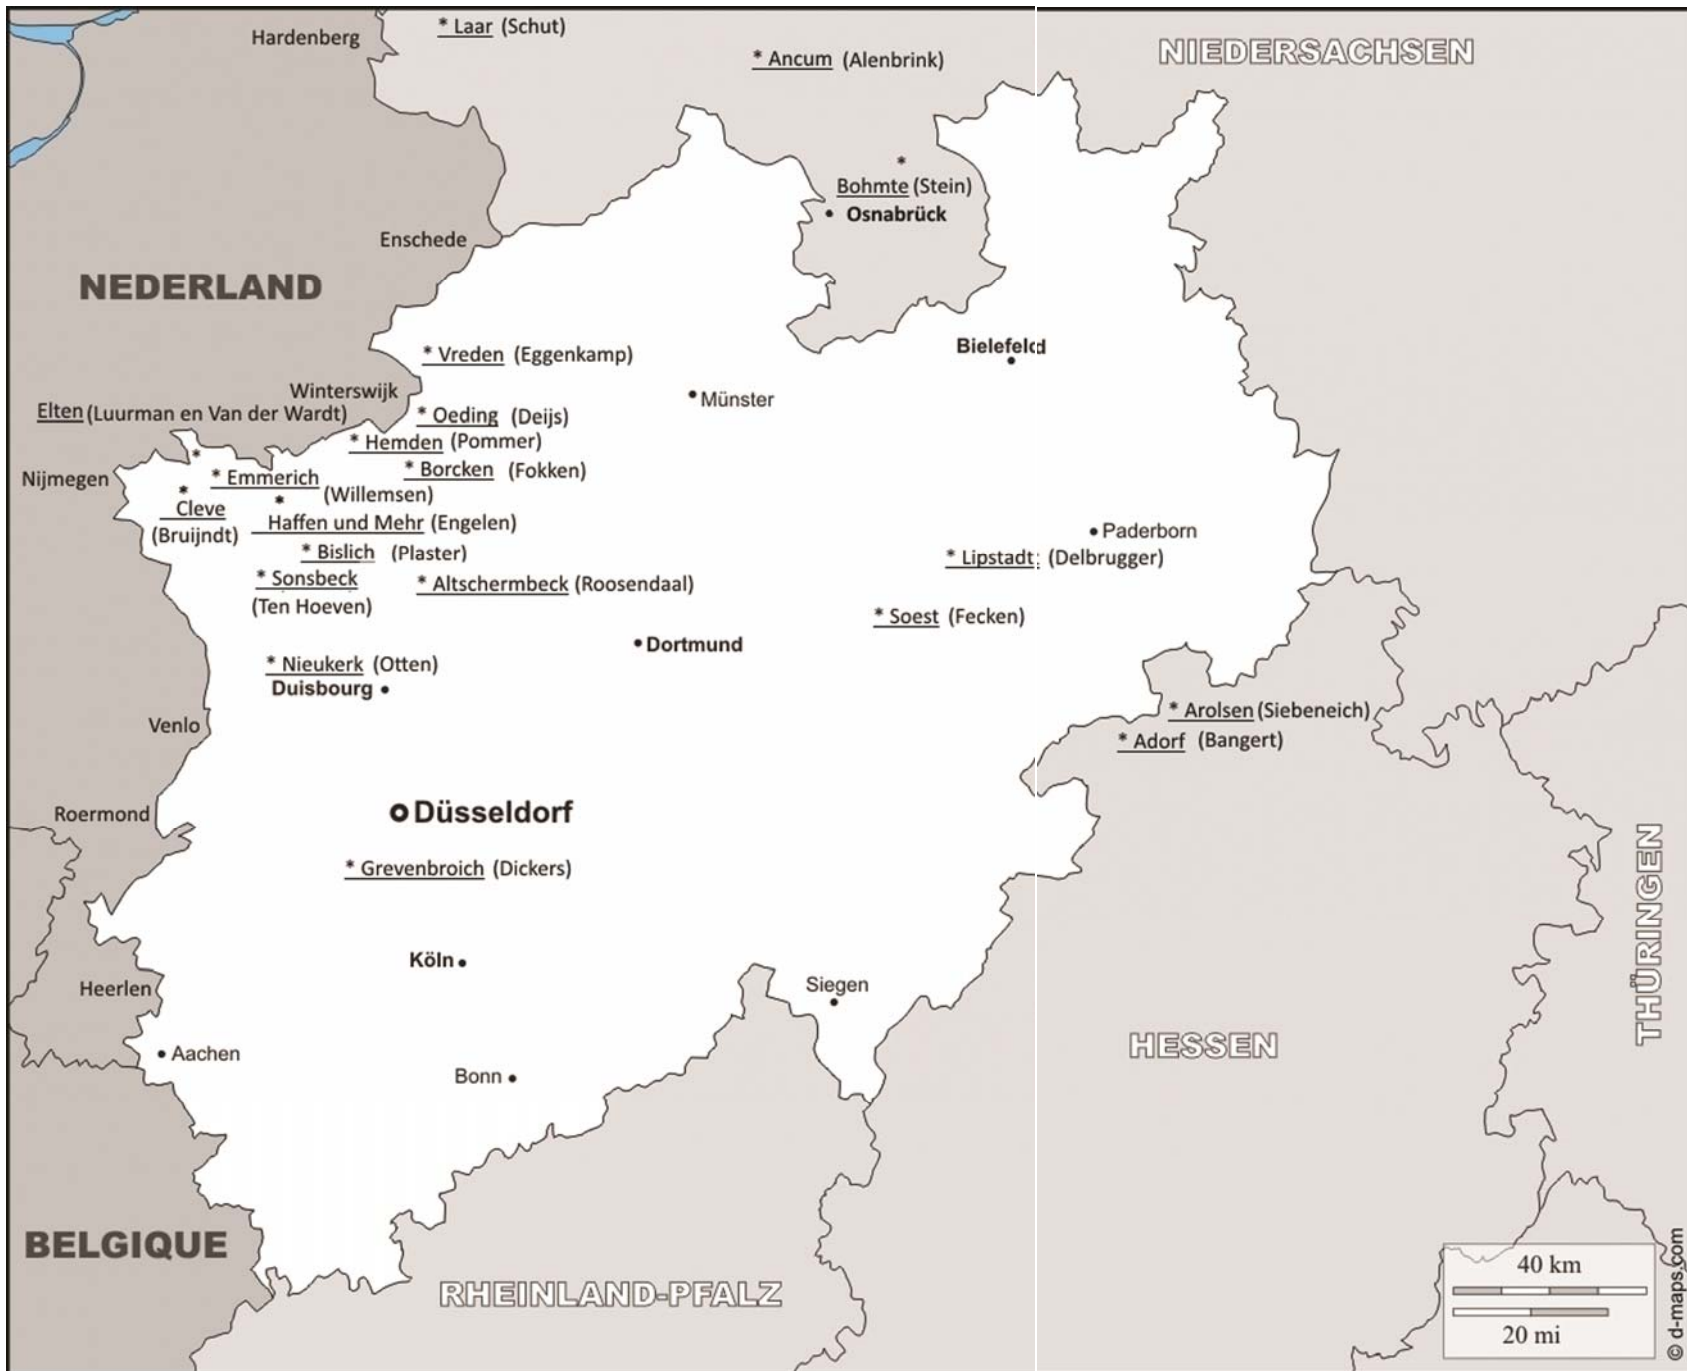 * Laar (Schut)
Hardenberg
NIEDERSACHSEN
* Ancum (Alenbrink)
*
Bohmte (Stein)
• Osnabrück
Enschede
NEDERLAND
Bielefeld
* Vreden (Eggenkamp)
Winterswijk
• Münster
Elten (Luurman en Van der Wardt)
* Oeding (Deijs)
* Hemden (Pommer)
* Borcken (Fokken)
Nijmegen
* Emmerich
(Willemsen)
Cleve
(Bruijndt)
Haffen und Mehr (Engelen)
• Paderborn
* Bislich (Plaster)
* Lipstadt: (Delbrugger)
* Sonsbeck
(Ten Hoeven)
* Altschermbeck (Roosendaal)
* Soest (Fecken)
• Dortmund
* Nieukerk (Otten)
Duisbourg •
* Arolsen (Siebeneich)
Venlo
* Adorf (Bangert)
Düsseldorf
Roermond
* Grevenbroich (Dickers)
THÜRINGEN
Köln •
Siegen
Heerlen
HESSEN
• Aachen
Bonn •
BELGIQUE
RHEINLAND-PFALZ
40 km
20 mi
© d-maps.com